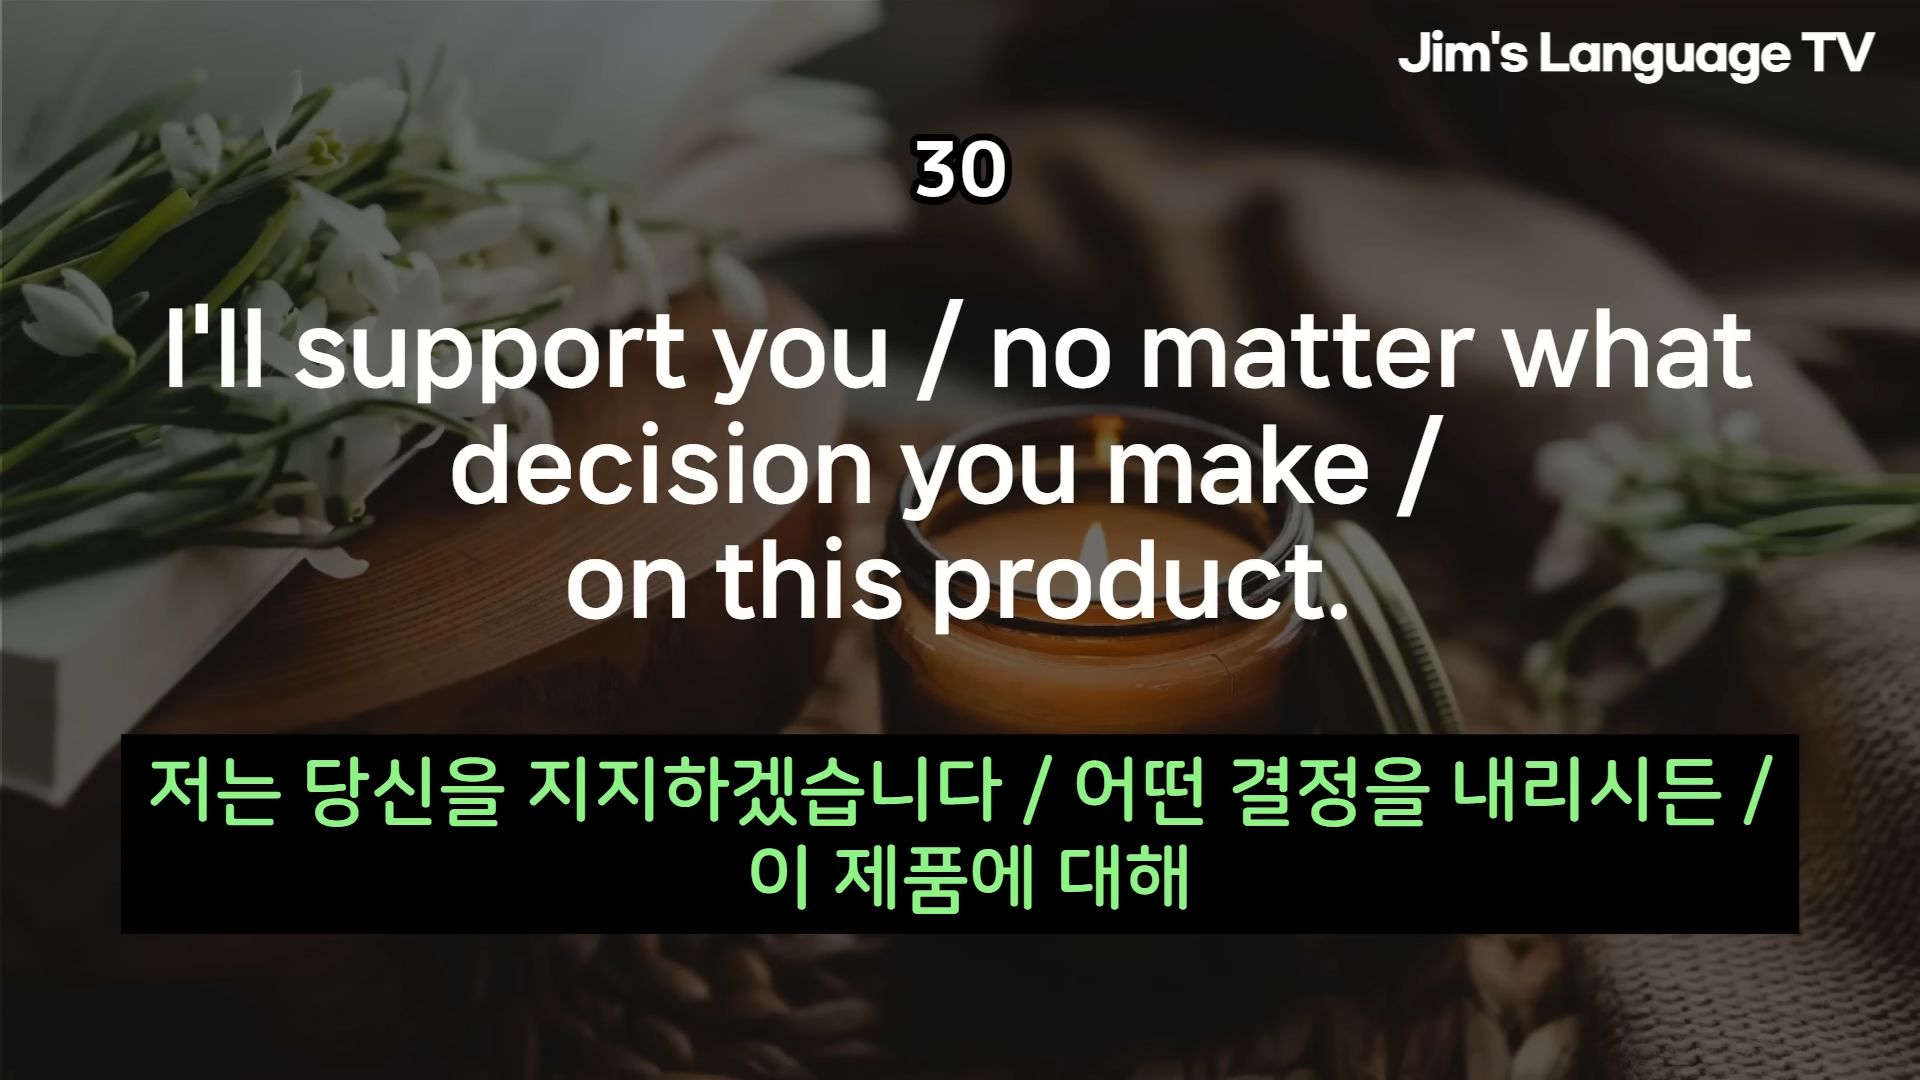 Jim's Language TV
30
I'll support you / no matter what
decision you make /
on this product.
저는 당신을 지지하겠습니다 / 어떤 결정을 내리시든 /
이 제품에 대해